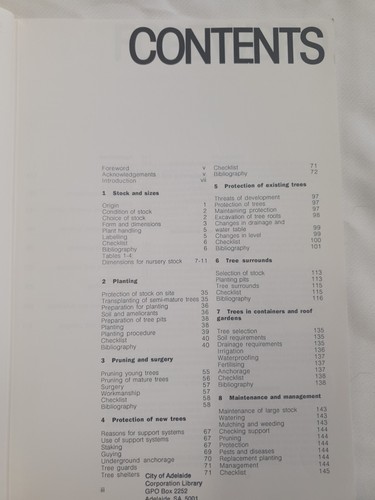 CONTENTS
Foreword v
Acknowledgements v
Introduction vii
1 Stock and sizes
Origin 1
Condition of stock 2
Choice of stock 2
Form and dimensions 3
Plant handling 5
Labelling 5
Checklist 6
Bibliography 6
Tables 1-4
Dimensions for nursery stock 7-11
2 Planting
Protection of stock on site 35
Transplanting of semi-mature trees 35
Preparation for planting 36
Soil and ameliorants 36
Preparation of tree pits 36
Planting 36
Planting procedure 39
Checklist 40
Bibliography 40
3 Pruning and surgery
Pruning young trees 55
Pruning of mature trees 56
Surgery 57
Workmanship 57
Checklist 58
Bibliography 58
4 Protection of new trees
Reasons for support systems 67
Use of support systems 67
Staking 67
Guying 69
Underground anchorage 70
Tree guards 71
Tree shelters 71
Checklist 71
Bibliography 72
5 Protection of existing trees
Threats of development 97
Protection of trees 97
Maintaining protection 97
Excavation of tree roots 98
Changes in drainage and
water table 99
Changes in level 99
Checklist 100
Bibliography 101
6 Tree surrounds
Selection of stock 113
Planting pits 113
Tree surrounds 115
Checklist 115
Bibliography 116
7 Trees in containers and roof
gardens
Tree selection 135
Soil requirements 135
Drainage requirements 135
Irrigation 136
Waterproofing 137
Fertilising 137
Anchorage 137
Checklist 138
Bibliography 138
8 Maintenance and management
Maintenance of large stock 143
Watering 143
Mutching and weeding 143
Checking support 144
Pruning 144
Protection 144
Pests and diseases 144
Replacement planting 144
Management 144
Checklist 145
City of Adelaide
Corporation Library
GPO Box 2252
Adelaide SA 5001
iii